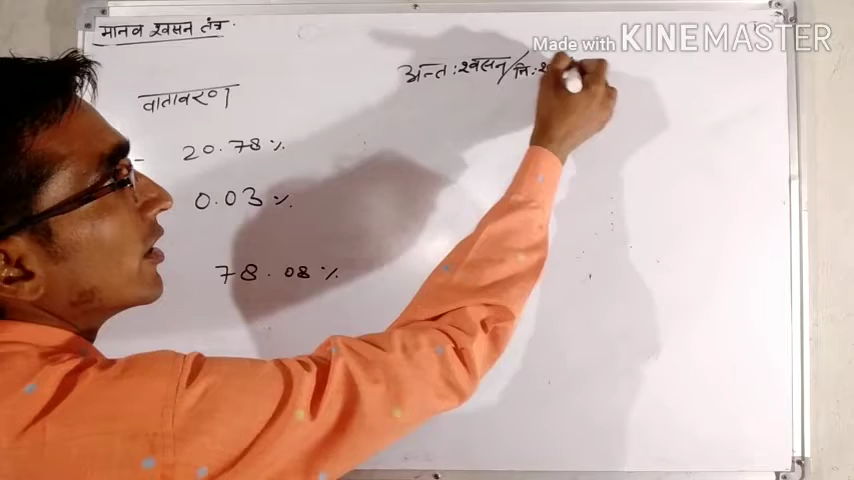 मानव श्वसन तंत्र
Made with KINEMASTER
अन्त:श्वसन/नि:
वातावरण
20.78%
0.03%
78.08%